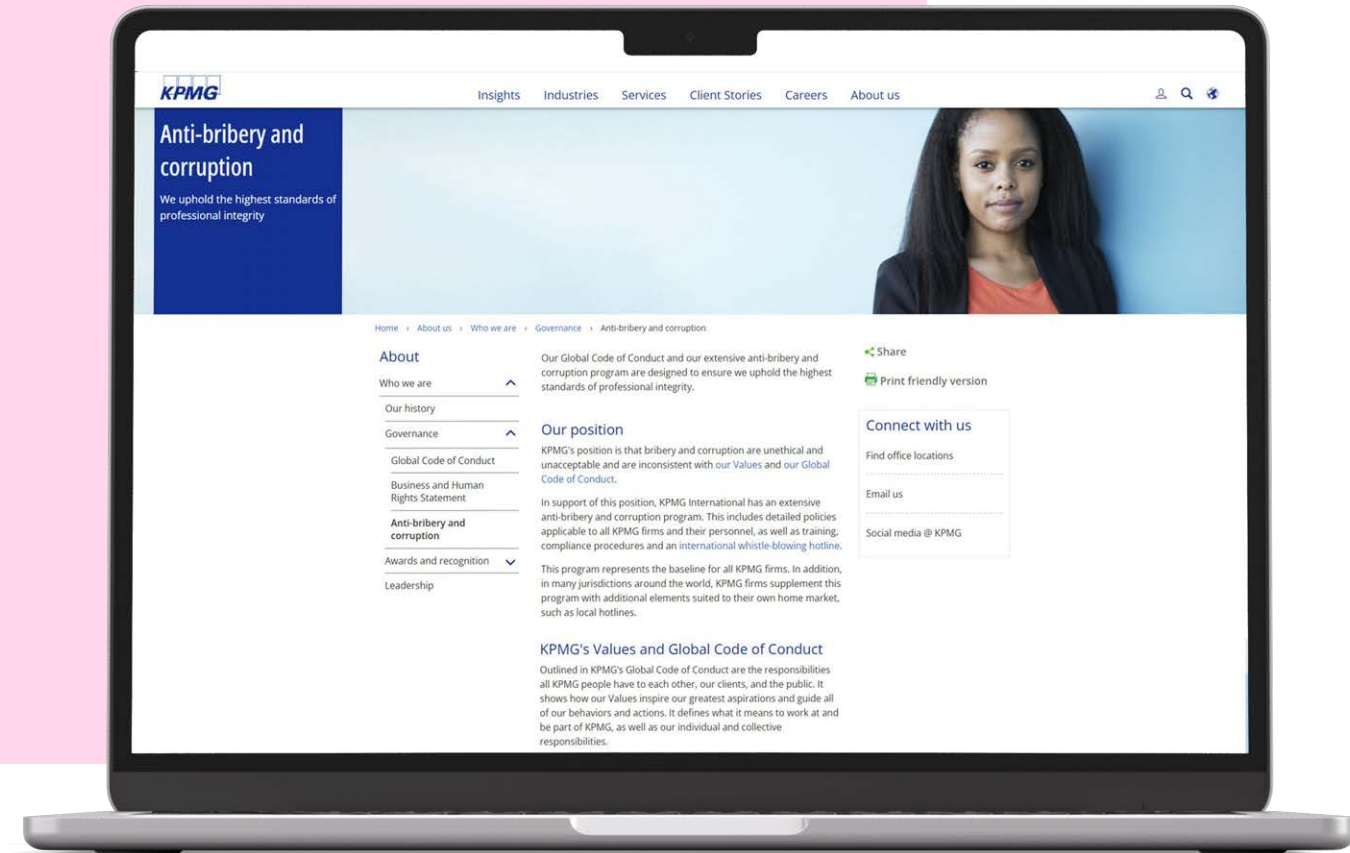 KPMG
Insights Industries Services Client Stories Careers About us
Anti-bribery and
corruption
We uphold the highest standards of
professional integrity
Home › About us › Who we are › Governance › Anti-bribery and corruption
About
Who we are
Our history
Governance
Global Code of Conduct
Business and Human
Rights Statement
Anti-bribery and
corruption
Awards and recognition
Leadership
Our Global Code of Conduct and our extensive anti-bribery and
corruption program are designed to ensure we uphold the highest
standards of professional integrity.
Our position
KPMG's position is that bribery and corruption are unethical and
unacceptable and are inconsistent with our Values and our Global
Code of Conduct.
In support of this position, KPMG International has an extensive
anti-bribery and corruption program. This includes detailed policies
applicable to all KPMG firms and their personnel, as well as training,
compliance procedures and an international whistle-blowing hotline.
This program represents the baseline for all KPMG firms. In addition,
in many jurisdictions around the world, KPMG firms supplement this
program with additional elements suited to their own home market,
such as local hotlines.
KPMG's Values and Global Code of Conduct
Outlined in KPMG's Global Code of Conduct are the responsibilities
all KPMG people have to each other, our clients, and the public. It
shows how our Values inspire our greatest aspirations and guide all
of our behaviors and actions. It defines what it means to work at and
be part of KPMG, as well as our individual and collective
responsibilities.
Share
Print friendly version
Connect with us
Find office locations
Email us
Social media @ KPMG